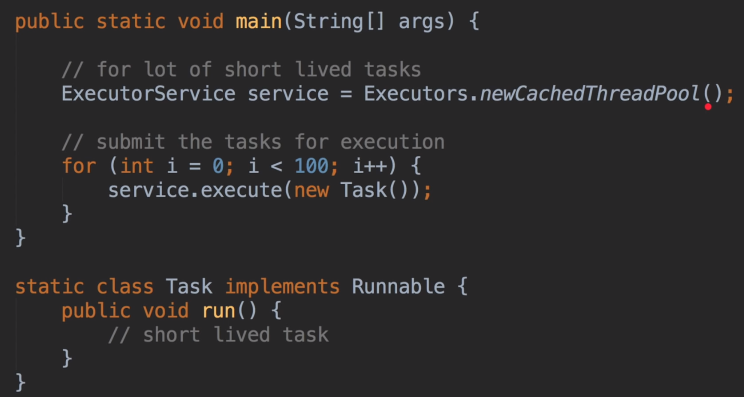 public static void main(String[] args) {
// for lot of short lived tasks
ExecutorService service = Executors.newCachedThreadPool();
// submit the tasks for execution
for (int i = 0; i < 100; i++) {
service.execute(new Task());
}
}
static class Task implements Runnable {
public void run() {
// short lived task
}
}